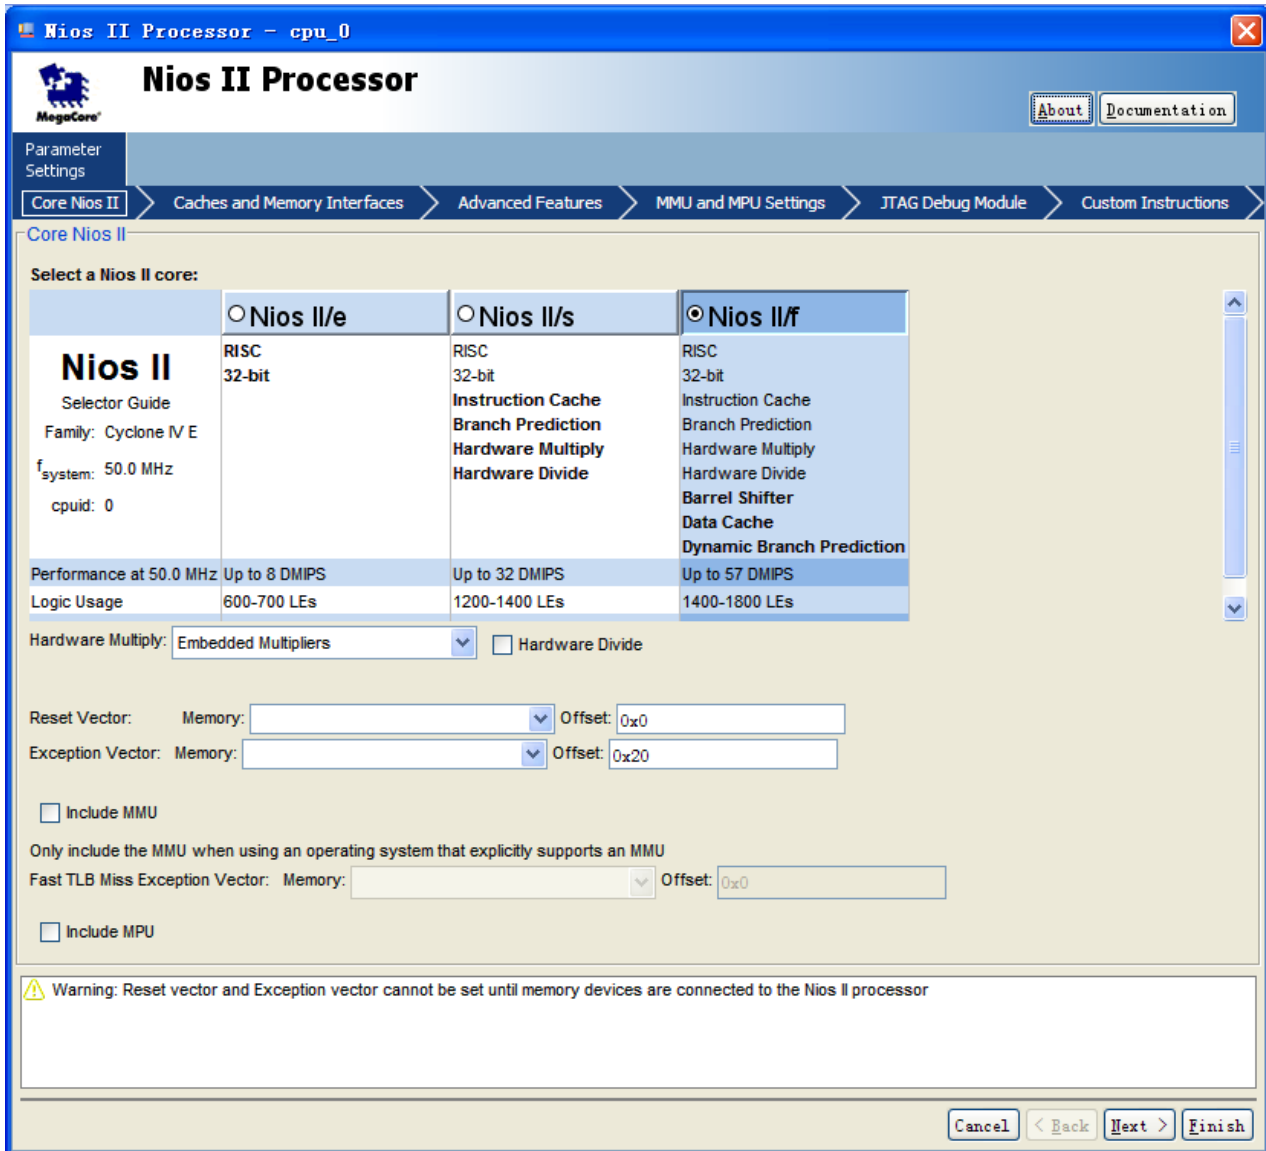 Nios II Processor - cpu_0
Nios II Processor
MegaCore®
About
Documentation
Parameter
Settings
Core Nios II
Caches and Memory Interfaces
Advanced Features
MMU and MPU Settings
JTAG Debug Module
Custom Instructions
Core Nios II
Select a Nios II core:
Nios II/e
Nios II/s
Nios II/f
Nios II
Selector Guide
Family: Cyclone IV E
fsystem: 50.0 MHz
cpuid: 0
RISC
32-bit
RISC
32-bit
Instruction Cache
Branch Prediction
Hardware Multiply
Hardware Divide
RISC
32-bit
Instruction Cache
Branch Prediction
Hardware Multiply
Hardware Divide
Barrel Shifter
Data Cache
Dynamic Branch Prediction
Performance at 50.0 MHz Up to 8 DMIPS Up to 32 DMIPS Up to 57 DMIPS
Logic Usage 600-700 LEs 1200-1400 LEs 1400-1800 LEs
Hardware Multiply: Embedded Multipliers Hardware Divide
Reset Vector: Memory: Offset: 0x0
Exception Vector: Memory: Offset: 0x20
Include MMU
Only include the MMU when using an operating system that explicitly supports an MMU
Fast TLB Miss Exception Vector: Memory: Offset: 0x0
Include MPU
Warning: Reset vector and Exception vector cannot be set until memory devices are connected to the Nios II processor
Cancel < Back Next > Finish